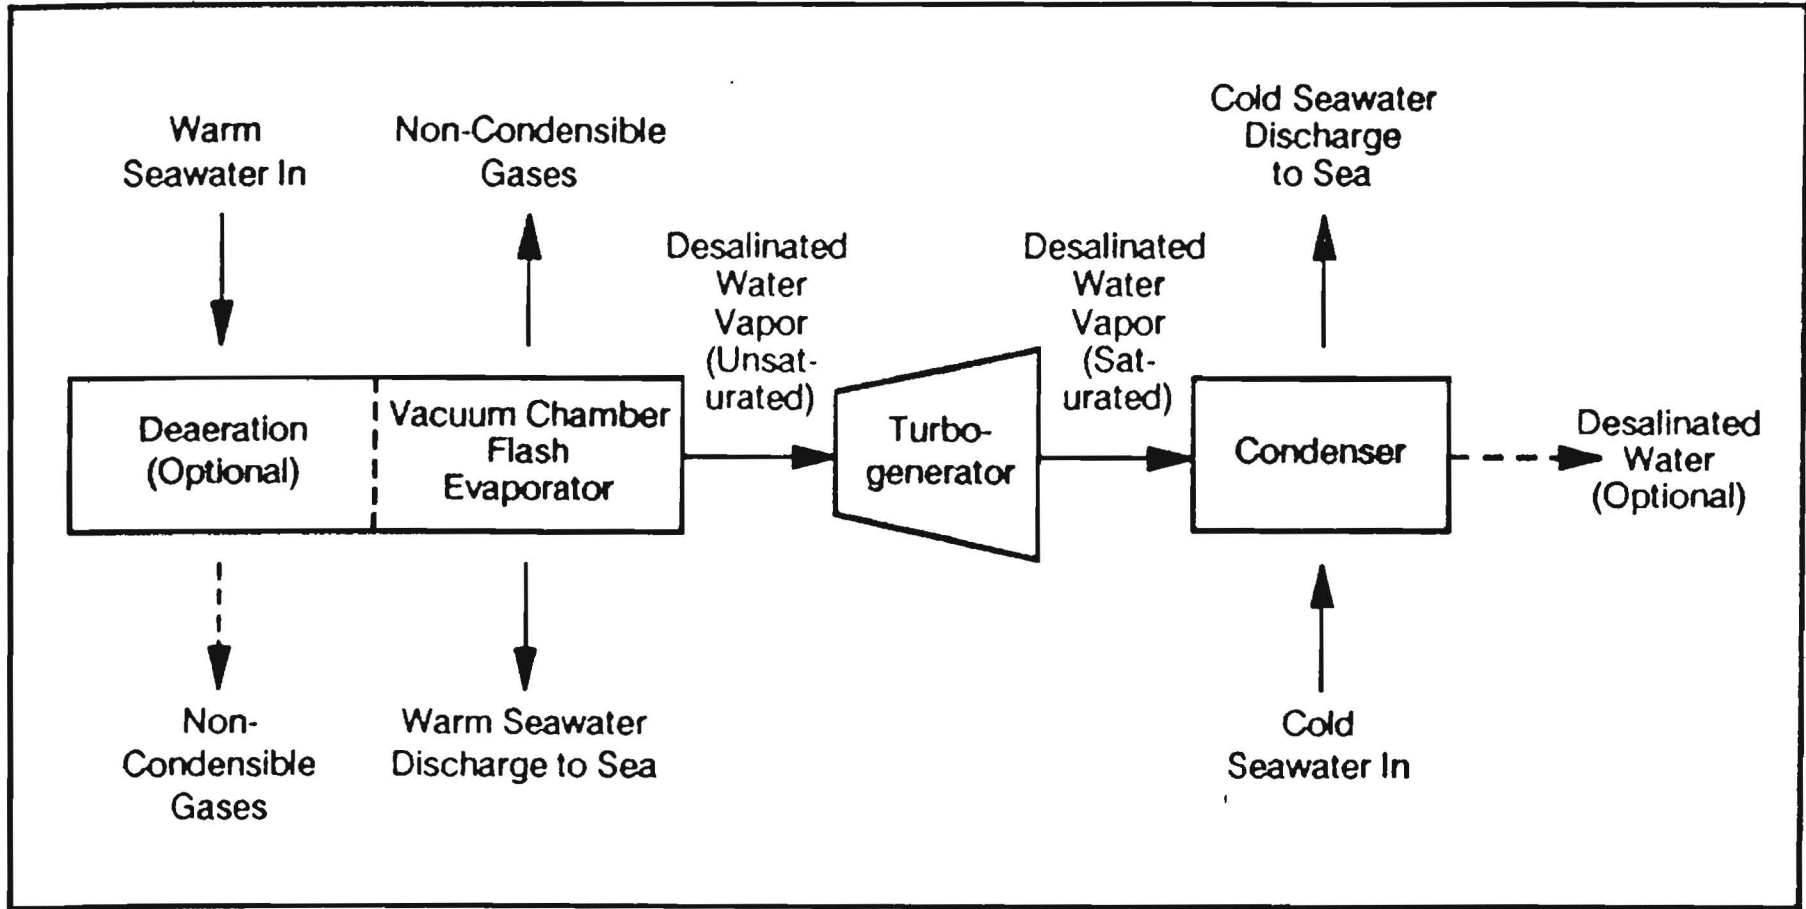 Warm
Seawater In
Non-Condensible
Gases
Desalinated
Water
Vapor
(Unsat-
urated)
Desalinated
Water
Vapor
(Sat-
urated)
Cold Seawater
Discharge
to Sea
Deaeration
(Optional)
Vacuum Chamber
Flash
Evaporator
Turbo-
generator
Condenser
Desalinated
Water
(Optional)
Non-
Condensible
Gases
Warm Seawater
Discharge to Sea
Cold
Seawater In